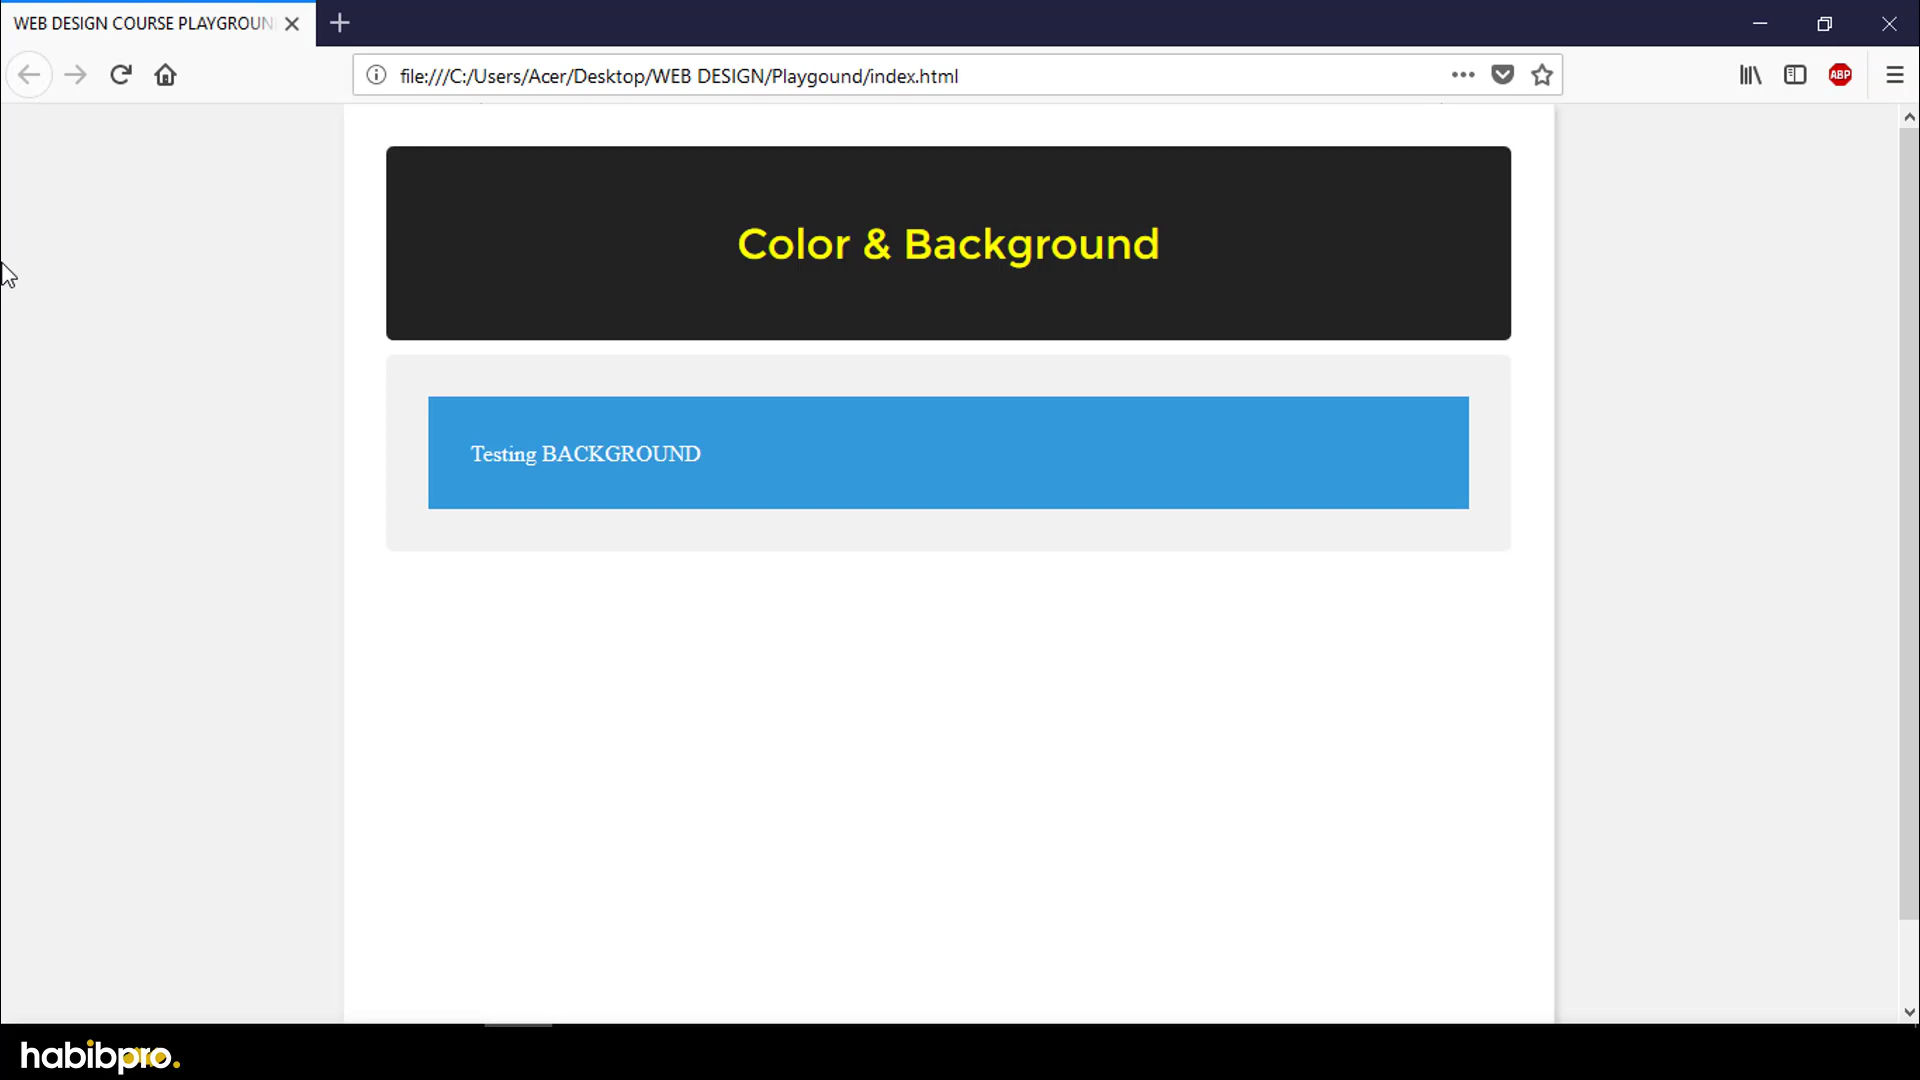 WEB DESIGN COURSE PLAYGROUN
file:///C:/Users/Acer/Desktop/WEB DESIGN/Playgound/index.html
ABP
Color & Background
Testing BACKGROUND
habibpro.